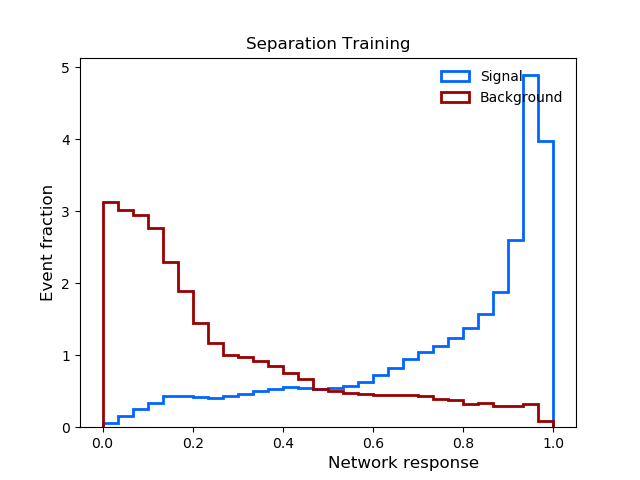 Separation Training
Signal
Background
Event fraction
5
4
3
2
1
0
0.0 0.2 0.4 0.6 0.8 1.0
Network response